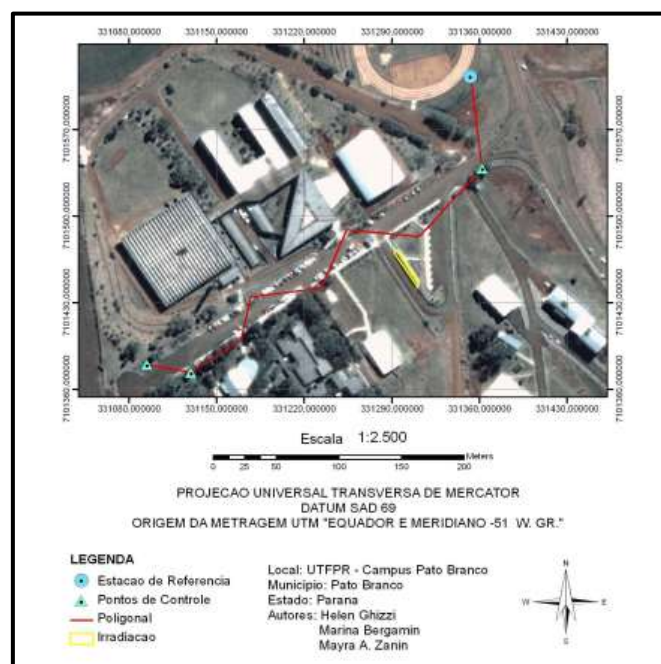 331080,000000 331150,000000 331220,000000 331290,000000 331360,000000 331430,000000
7101570,000000 7101570,000000
7101500,000000 7101500,000000
7101430,000000 7101430,000000
7101360,000000 7101360,000000
331080,000000 331150,000000 331220,000000 331290,000000 331360,000000 331430,000000
Escala 1:2.500
Meters
0 25 50 100 150 200
PROJECAO UNIVERSAL TRANSVERSA DE MERCATOR
DATUM SAD 69
ORIGEM DA METRAGEM UTM "EQUADOR E MERIDIANO -51 W. GR."
LEGENDA
Estacao de Referencia
Pontos de Controle
Poligonal
Irradiacao
Local: UTFPR - Campus Pato Branco
Municipio: Pato Branco
Estado: Parana
Autores: Helen Ghizzi
Marina Bergamin
Mayra A. Zanin
N
W E
S